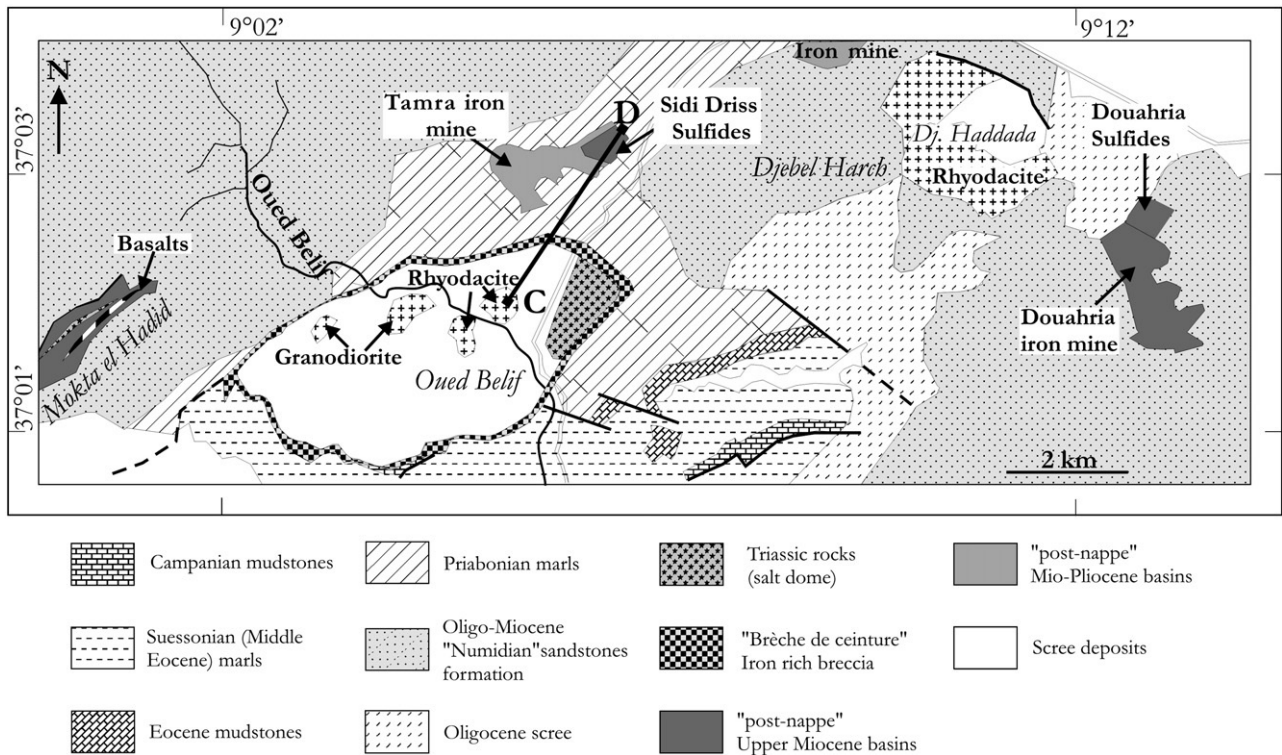 9°02'
9°12'
N
37°03'
37°01'
Iron mine
Tamra iron
mine
D
Sidi Driss
Sulfides
Dj. Haddada
Douahria
Sulfides
Djebel Harch
Rhyodacite
Oued Belif
Basalts
Rhyodacite
C
Granodiorite
Oued Belif
Mokta el Hadid
Douahria
iron mine
2 km
Campanian mudstones
Priabonian marls
Triassic rocks
(salt dome)
"post-nappe"
Mio-Pliocene basins
Suessonian (Middle
Eocene) marls
Oligo-Miocene
"Numidian"sandstones
formation
"Brèche de ceinture"
Iron rich breccia
Scree deposits
Eocene mudstones
Oligocene scree
"post-nappe"
Upper Miocene basins